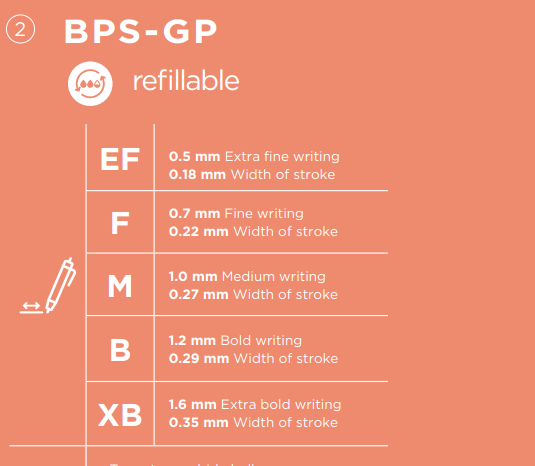 2 BPS-GP
refillable
EF
0.5 mm Extra fine writing
0.18 mm Width of stroke
F
0.7 mm Fine writing
0.22 mm Width of stroke
M
1.0 mm Medium writing
0.27 mm Width of stroke
B
1.2 mm Bold writing
0.29 mm Width of stroke
XB
1.6 mm Extra bold writing
0.35 mm Width of stroke